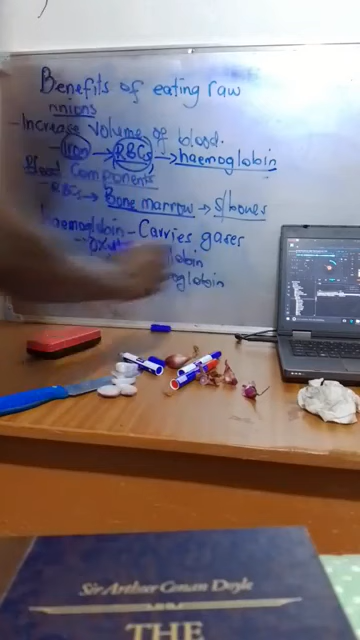 Benefits of eating raw
onions
- Increase volume of blood.
Iron → RBCs → haemoglobin
Blood Components
- RBCs → Bone marrow → S/bones
Haemoglobin - Carries gases
Sir Arthur Conan Doyle
THE